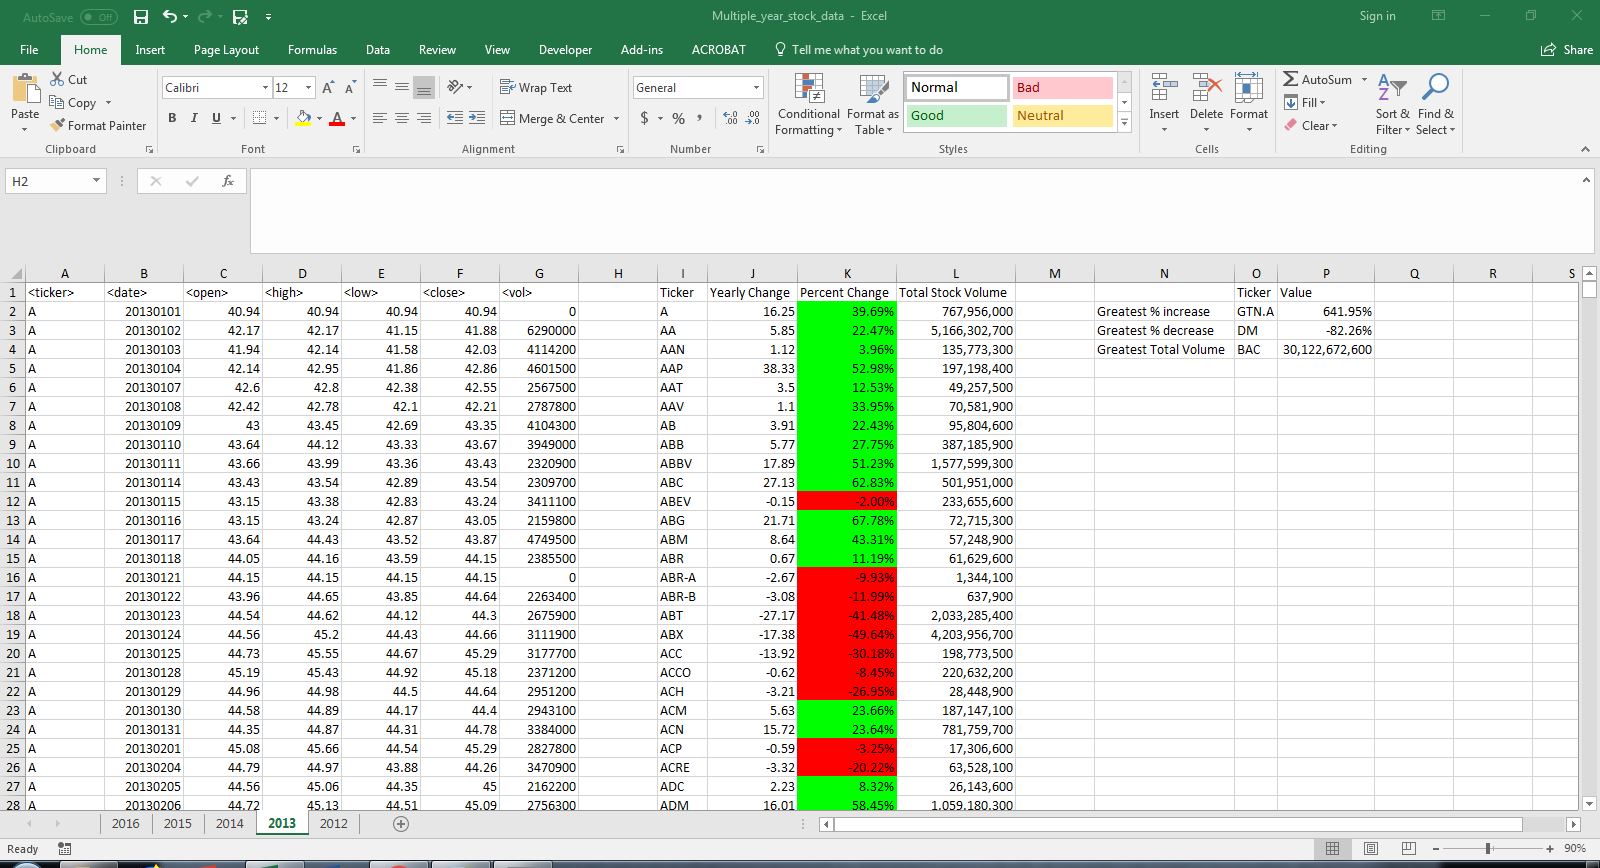 AutoSave Off Multiple_year_stock_data - Excel Sign in
File Home Insert Page Layout Formulas Data Review View Developer Add-ins ACROBAT Tell me what you want to do Share
Paste Cut Copy Format Painter Clipboard
Calibri 12 A A B I U A Font
Wrap Text Merge & Center Alignment
General $ % , Number
Conditional Formatting Format as Table Normal Bad Good Neutral Styles
Insert Delete Format Cells
AutoSum Fill Clear Sort & Filter Find & Select Editing
H2 fx
A B C D E F G H I J K L M N O P Q R S
1 <ticker> <date> <open> <high> <low> <close> <vol> Ticker Yearly Change Percent Change Total Stock Volume Ticker Value
2 A 20130101 40.94 40.94 40.94 40.94 0 A 16.25 39.69% 767,956,000 Greatest % increase GTN.A 641.95%
3 A 20130102 42.17 42.17 41.15 41.88 6290000 AA 5.85 22.47% 5,166,302,700 Greatest % decrease DM -82.26%
4 A 20130103 41.94 42.14 41.58 42.03 4114200 AAN 1.12 3.96% 135,773,300 Greatest Total Volume BAC 30,122,672,600
5 A 20130104 42.14 42.95 41.86 42.86 4601500 AAP 38.33 52.98% 197,198,400
6 A 20130107 42.6 42.8 42.38 42.55 2567500 AAT 3.5 12.53% 49,257,500
7 A 20130108 42.42 42.78 42.1 42.21 2787800 AAV 1.1 33.95% 70,581,900
8 A 20130109 43 43.45 42.69 43.35 4104300 AB 3.91 22.43% 95,804,600
9 A 20130110 43.64 44.12 43.33 43.67 3949000 ABB 5.77 27.75% 387,185,900
10 A 20130111 43.66 43.99 43.36 43.43 2320900 ABBV 17.89 51.23% 1,577,599,300
11 A 20130114 43.43 43.54 42.89 43.54 2309700 ABC 27.13 62.83% 501,951,000
12 A 20130115 43.15 43.38 42.83 43.24 3411100 ABEV -0.15 -2.00% 233,655,600
13 A 20130116 43.15 43.24 42.87 43.05 2159800 ABG 21.71 67.78% 72,715,300
14 A 20130117 43.64 44.43 43.52 43.87 4749500 ABM 8.64 43.31% 57,248,900
15 A 20130118 44.05 44.16 43.59 44.15 2385500 ABR 0.67 11.19% 61,629,600
16 A 20130121 44.15 44.15 44.15 44.15 0 ABR-A -2.67 -9.93% 1,344,100
17 A 20130122 43.96 44.65 43.85 44.64 2263400 ABR-B -3.08 -11.99% 637,900
18 A 20130123 44.54 44.62 44.12 44.3 2675900 ABT -27.17 -41.48% 2,033,285,400
19 A 20130124 44.56 45.2 44.43 44.66 3111900 ABX -17.38 -49.64% 4,203,956,700
20 A 20130125 44.73 45.55 44.67 45.29 3177700 ACC -13.92 -30.18% 198,773,500
21 A 20130128 45.19 45.43 44.92 45.18 2371200 ACCO -0.62 -8.45% 220,632,200
22 A 20130129 44.96 44.98 44.5 44.64 2951200 ACH -3.21 -26.95% 28,448,900
23 A 20130130 44.58 44.89 44.17 44.4 2943100 ACM 5.63 23.66% 187,147,100
24 A 20130131 44.35 44.87 44.31 44.78 3384000 ACN 15.72 23.64% 781,759,700
25 A 20130201 45.08 45.66 44.54 45.29 2827800 ACP -0.59 -3.25% 17,306,600
26 A 20130204 44.79 44.97 43.88 44.26 3470900 ACRE -3.32 -20.22% 63,528,100
27 A 20130205 44.56 45.06 44.35 45 2162200 ADC 2.23 8.32% 26,143,600
28 A 20130206 44.72 45.13 44.51 45.09 2756300 ADM 16.01 58.45% 1,059,180,300
2016 2015 2014 2013 2012
Ready 90%